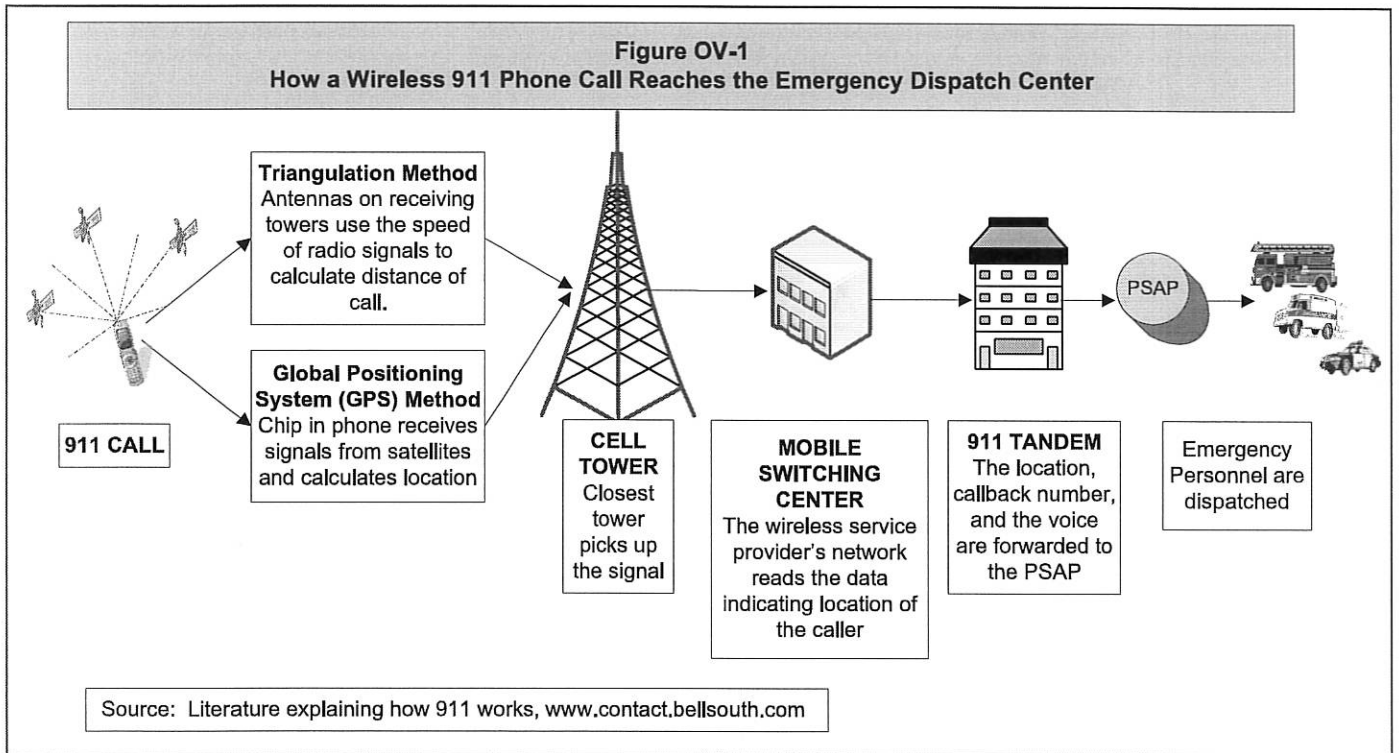 Figure OV-1
How a Wireless 911 Phone Call Reaches the Emergency Dispatch Center
911 CALL
Triangulation Method
Antennas on receiving
towers use the speed
of radio signals to
calculate distance of
call.
Global Positioning
System (GPS) Method
Chip in phone receives
signals from satellites
and calculates location
CELL
TOWER
Closest
tower
picks up
the signal
MOBILE
SWITCHING
CENTER
The wireless service
provider's network
reads the data
indicating location of
the caller
911 TANDEM
The location,
callback number,
and the voice
are forwarded to
the PSAP
PSAP
Emergency
Personnel are
dispatched
Source: Literature explaining how 911 works, www.contact.bellsouth.com